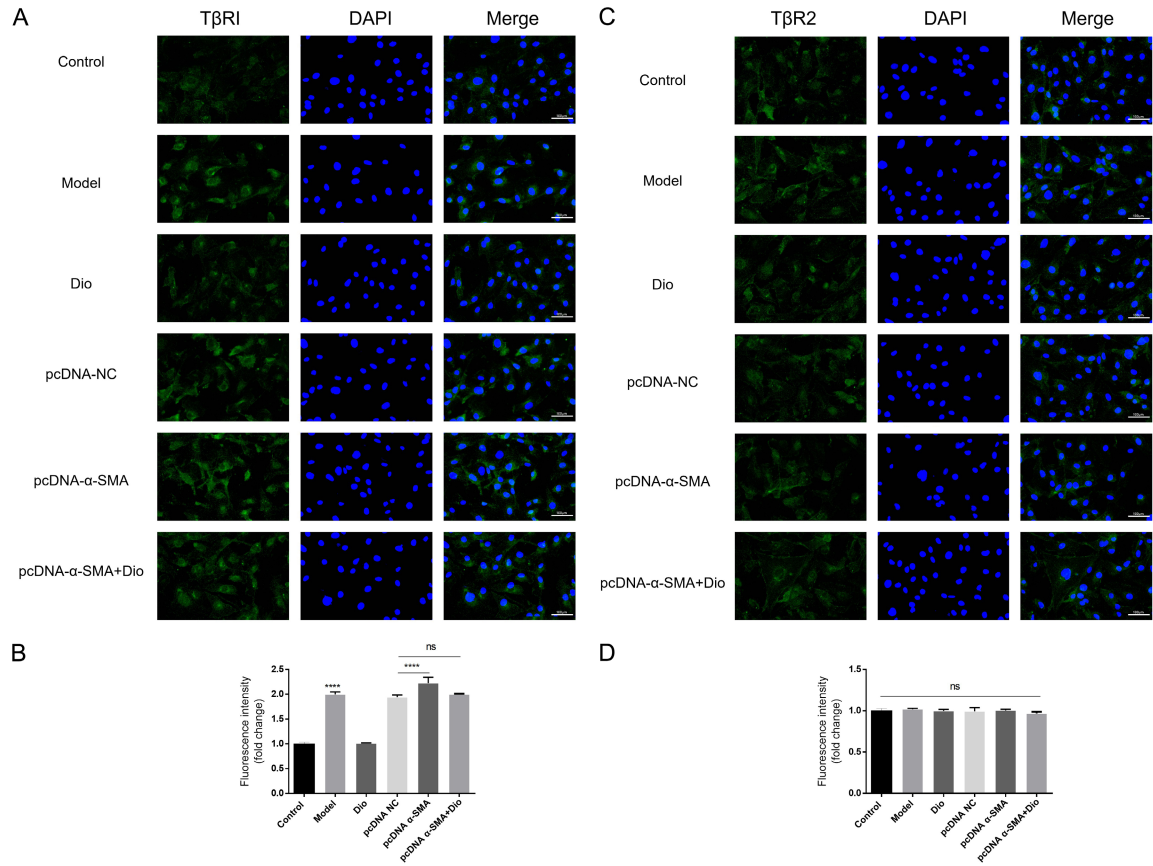 A
TβRI DAPI Merge
Control
Model
Dio
pcDNA-NC
pcDNA-α-SMA
pcDNA-α-SMA+Dio
C
TβR2 DAPI Merge
Control
Model
Dio
pcDNA-NC
pcDNA-α-SMA
pcDNA-α-SMA+Dio
B
Fluorescence intensity
(fold change)
2.5
2.0
1.5
1.0
0.5
0.0
****
****
ns
Control
Model
Dio
pcDNA NC
pcDNA α-SMA
pcDNA α-SMA+Dio
D
Fluorescence intensity
(fold change)
1.5
1.0
0.5
0.0
ns
Control
Model
Dio
pcDNA NC
pcDNA α-SMA
pcDNA α-SMA+Dio